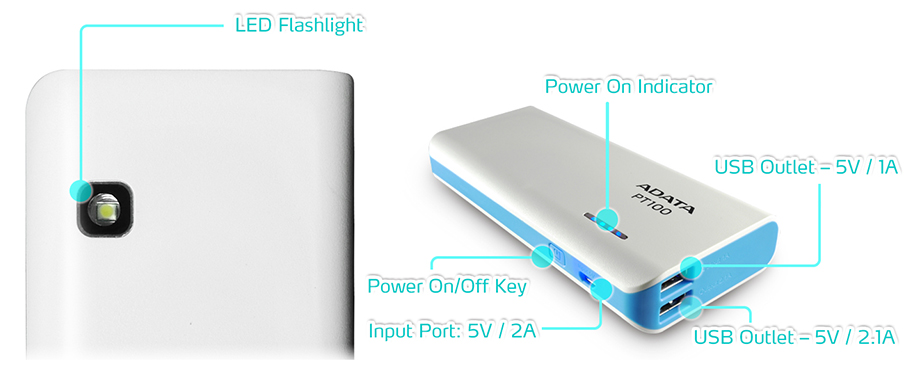 LED Flashlight
Power On Indicator
USB Outlet – 5V / 1A
ADATA
PT100
Power On/Off Key
Input Port: 5V / 2A
USB Outlet – 5V / 2.1A